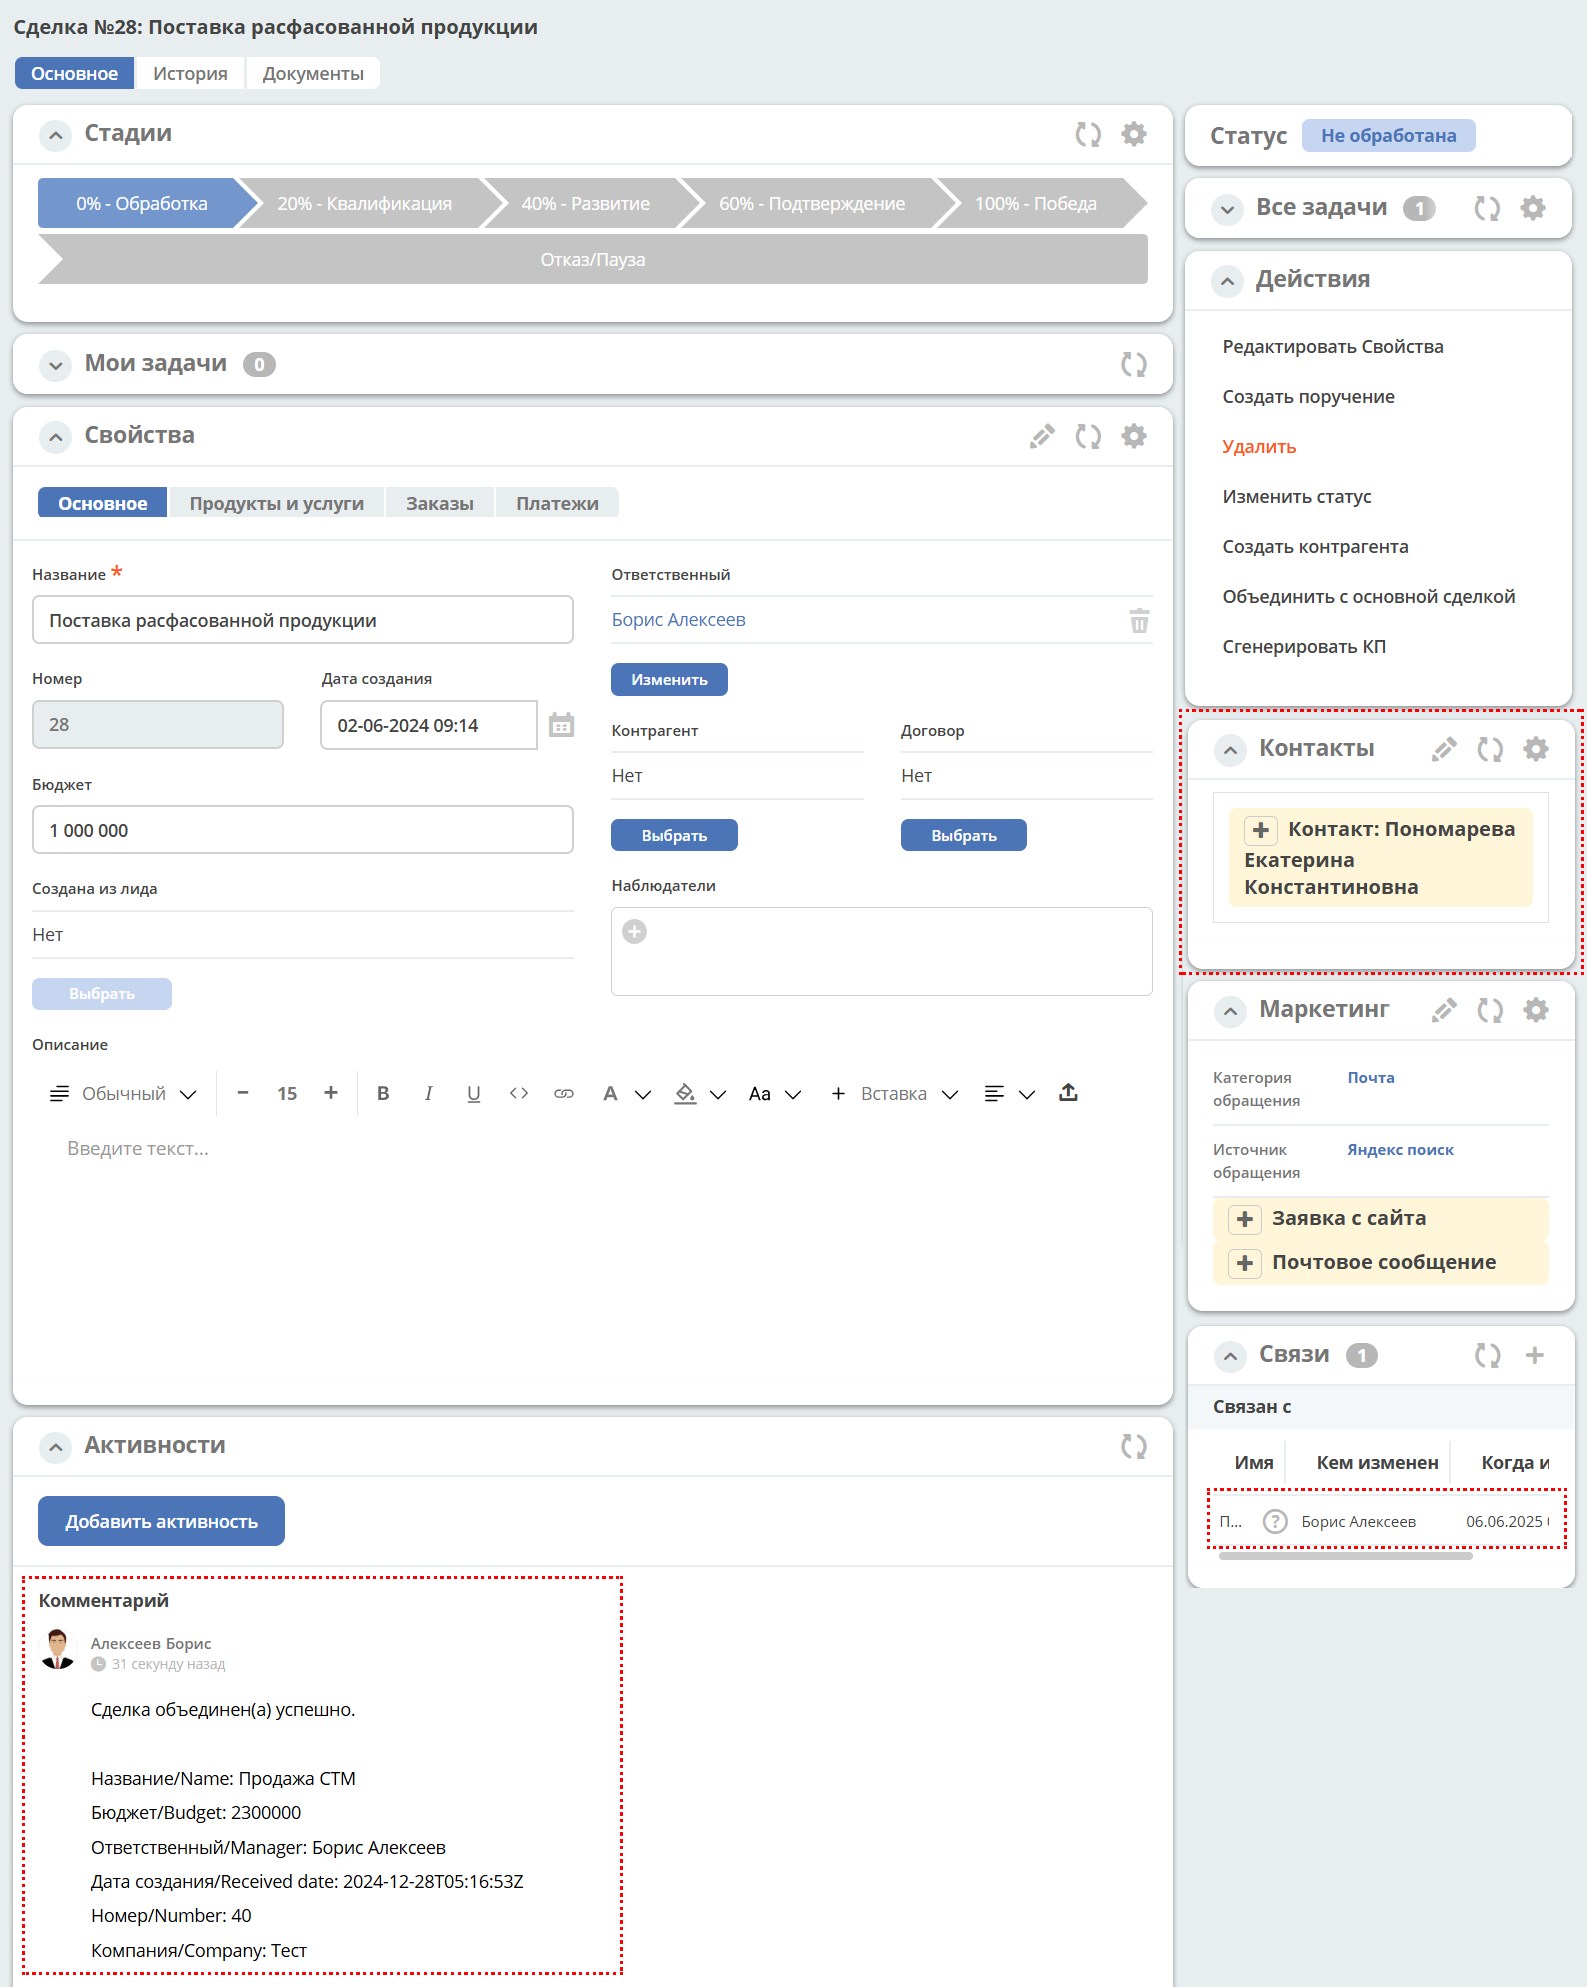 Сделка №28: Поставка расфасованной продукции
Основное
История
Документы
Стадии
0% - Обработка
20% - Квалификация
40% - Развитие
60% - Подтверждение
100% - Победа
Отказ/Пауза
Мои задачи 0
Свойства
Основное
Продукты и услуги
Заказы
Платежи
Название *
Поставка расфасованной продукции
Номер
Дата создания
28
02-06-2024 09:14
Бюджет
1 000 000
Создана из лида
Нет
Выбрать
Ответственный
Борис Алексеев
Изменить
Контрагент
Договор
Нет
Нет
Выбрать
Выбрать
Наблюдатели
Описание
Обычный
15
B I U <> A Aa
Вставка
Введите текст...
Активности
Добавить активность
Комментарий
Алексеев Борис
31 секунду назад
Сделка объединен(а) успешно.
Название/Name: Продажа СТМ
Бюджет/Budget: 2300000
Ответственный/Manager: Борис Алексеев
Дата создания/Received date: 2024-12-28T05:16:53Z
Номер/Number: 40
Компания/Company: Тест
Статус
Не обработана
Все задачи 1
Действия
Редактировать Свойства
Создать поручение
Удалить
Изменить статус
Создать контрагента
Объединить с основной сделкой
Сгенерировать КП
Контакты
Контакт: Пономарева
Екатерина
Константиновна
Маркетинг
Категория
обращения
Почта
Источник
обращения
Яндекс поиск
Заявка с сайта
Почтовое сообщение
Связи 1
Связан с
Имя
Кем изменен
Когда и
П...
Борис Алексеев
06.06.2025